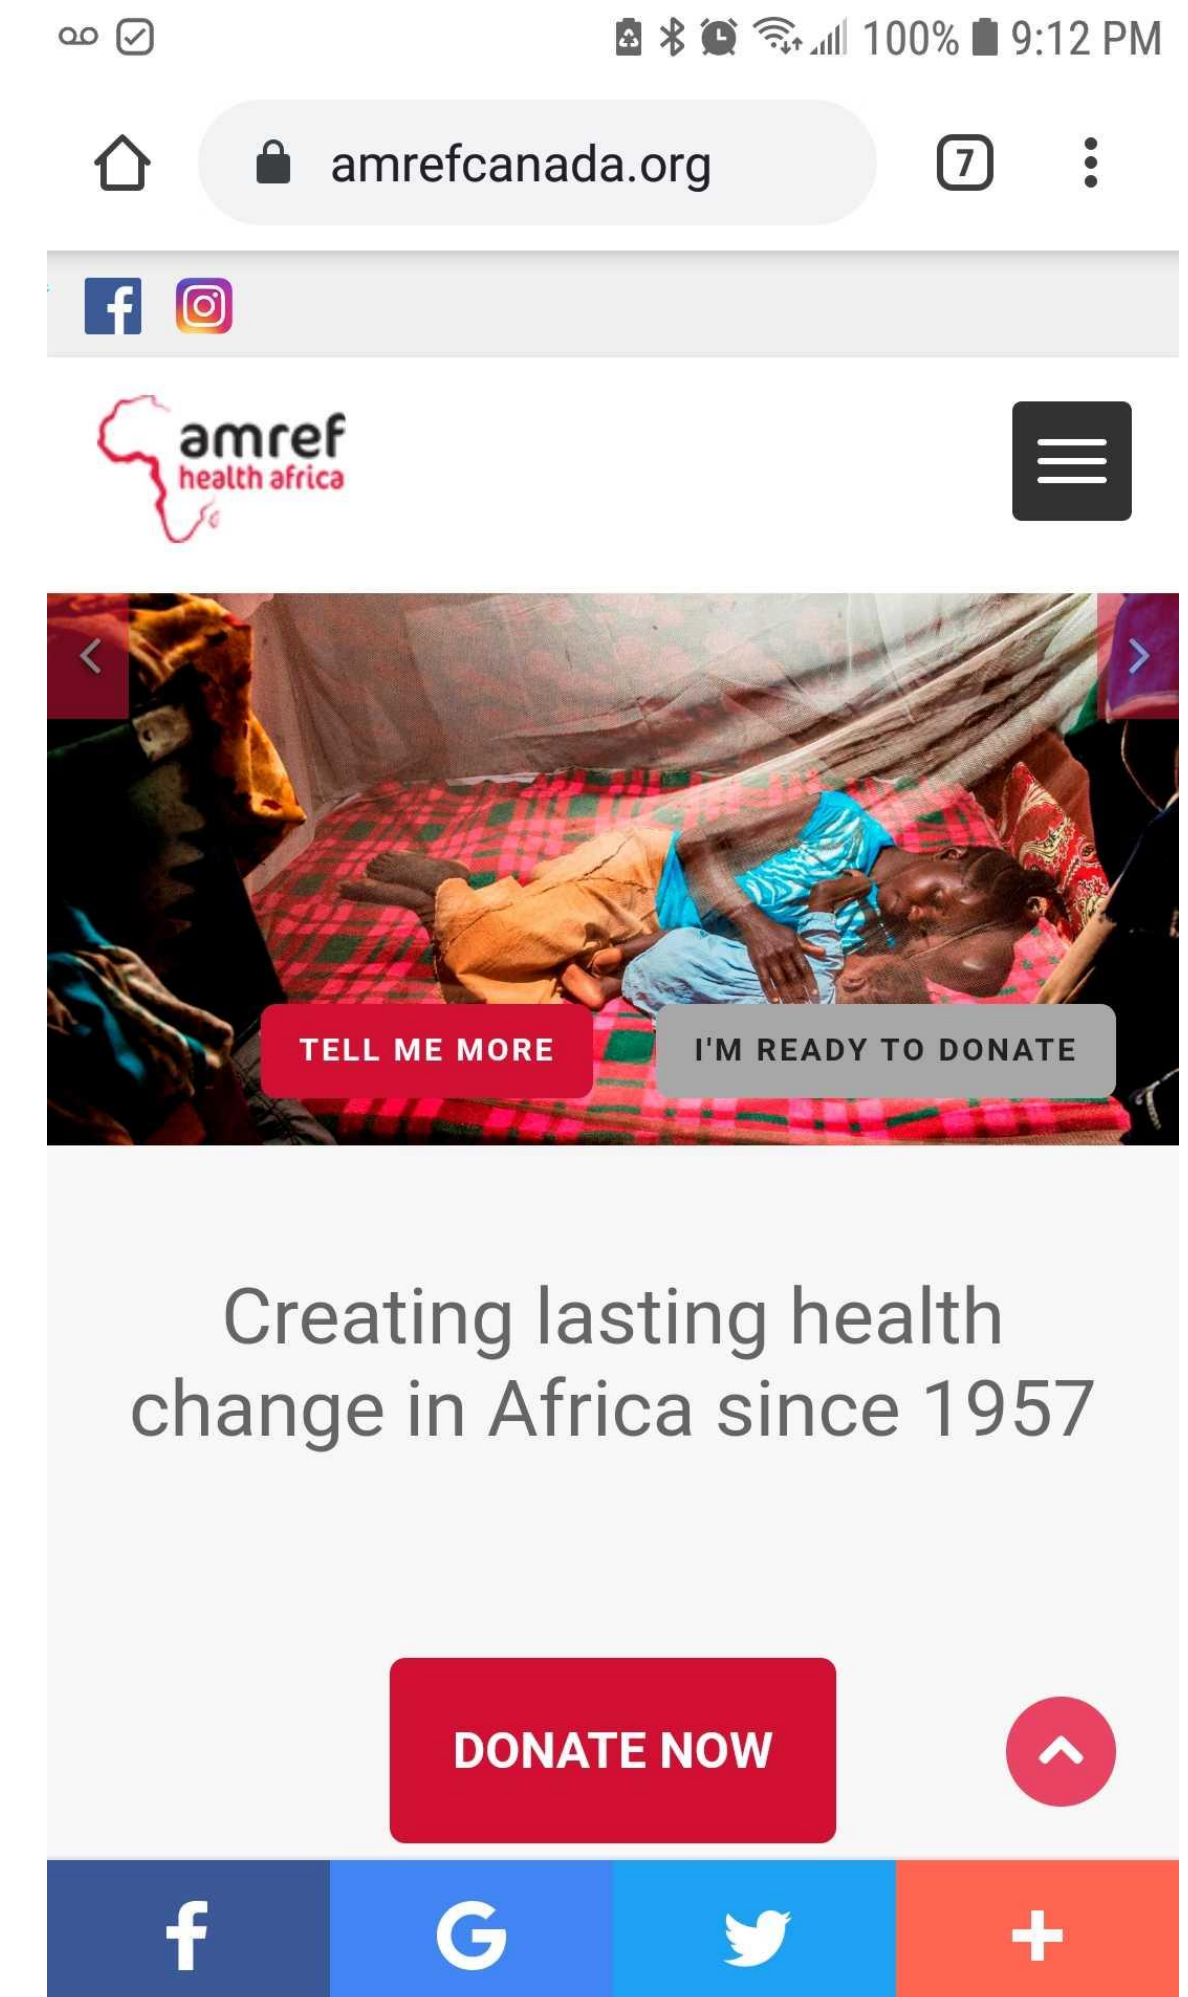 100% 9:12 PM
amrefcanada.org
7
amref
health africa
TELL ME MORE
I'M READY TO DONATE
Creating lasting health
change in Africa since 1957
DONATE NOW